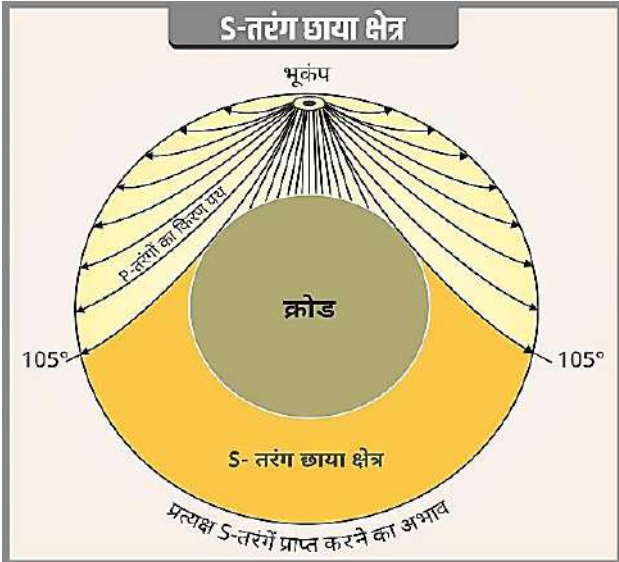 S-तरंग छाया क्षेत्र
भूकंप
P-तरंगों का किरण पथ
क्रोड
105°
105°
S- तरंग छाया क्षेत्र
प्रत्यक्ष S-तरंगें प्राप्त करने का अभाव